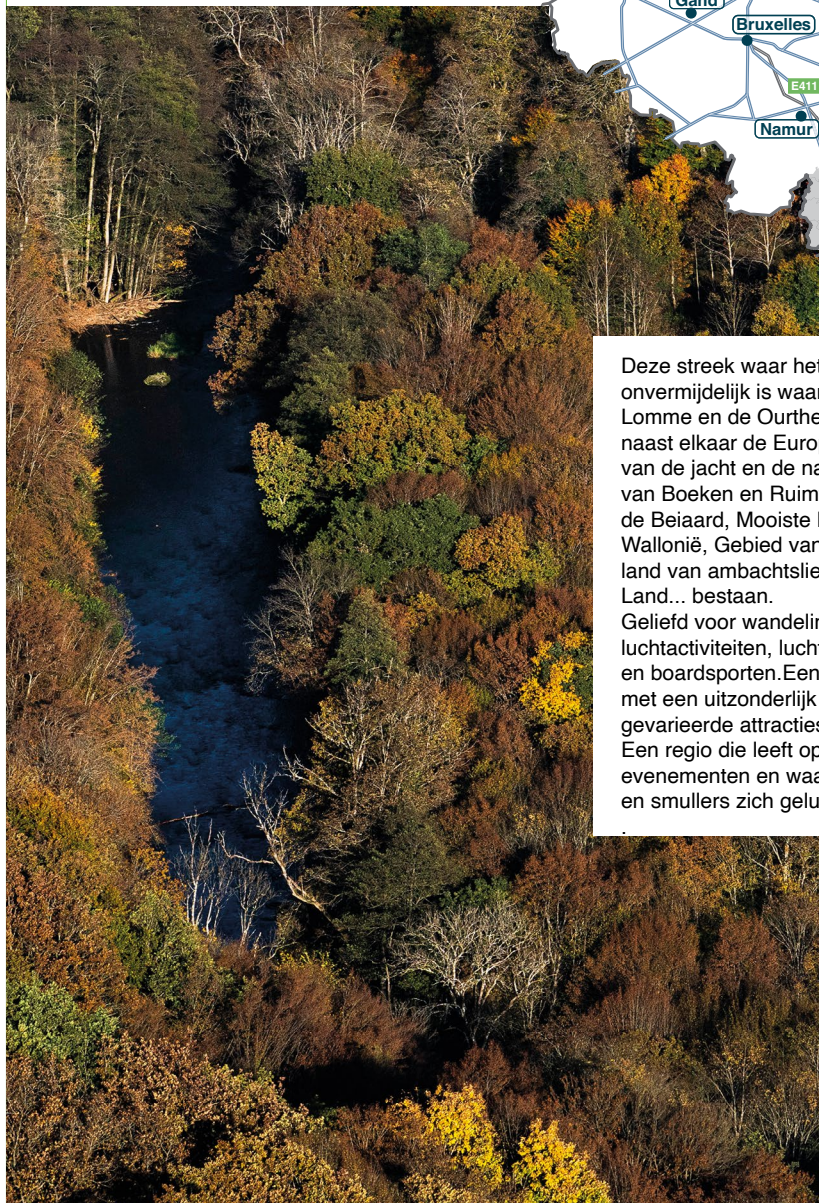 Gand
Bruxelles
E411
Namur
Deze streek waar het
onvermijdelijk is waar
Lomme en de Ourthe
naast elkaar de Europ
van de jacht en de na
van Boeken en Ruim
de Beiaard, Mooiste
Wallonië, Gebied van
land van ambachtslie
Land... bestaan.
Geliefd voor wandelin
luchtactiviteiten, lucht
en boardsporten.Een
met een uitzonderlijk
gevarieerde attracties
Een regio die leeft op
evenementen en waa
en smullers zich gelu
.